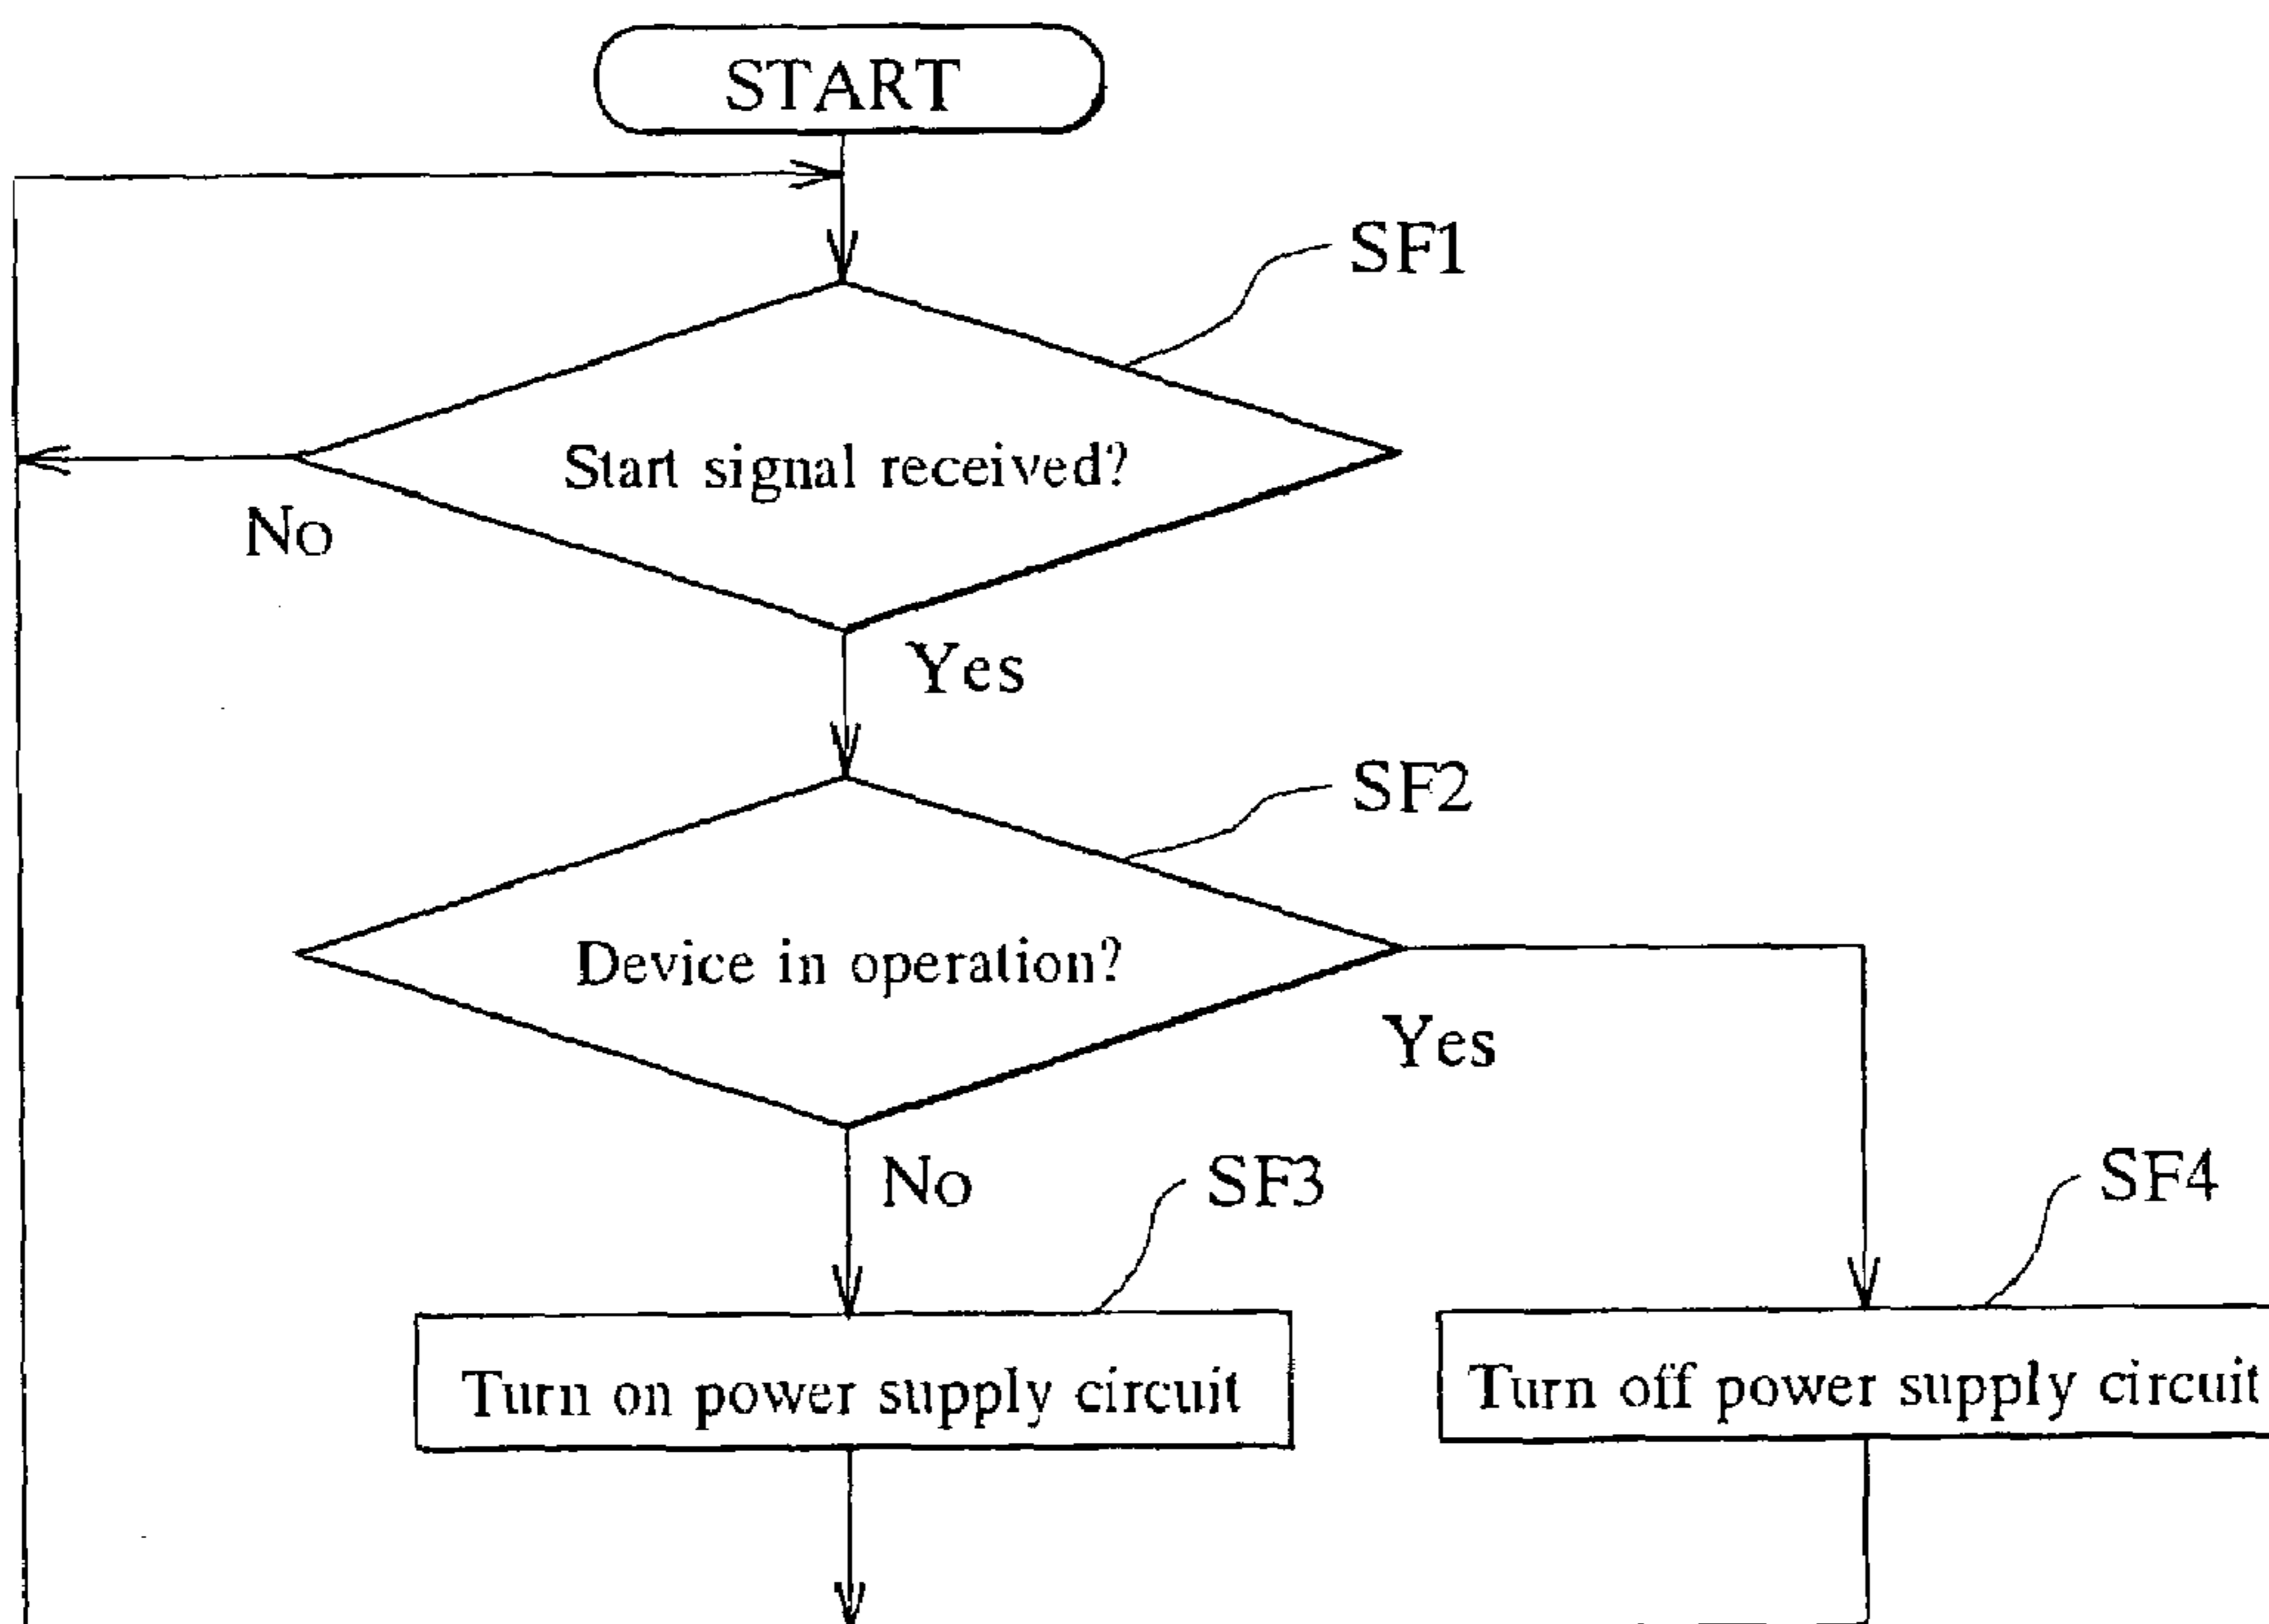 START
SF1
Start signal received?
No
Yes
SF2
Device in operation?
Yes
No
SF3
SF4
Turn on power supply circuit
Turn off power supply circuit